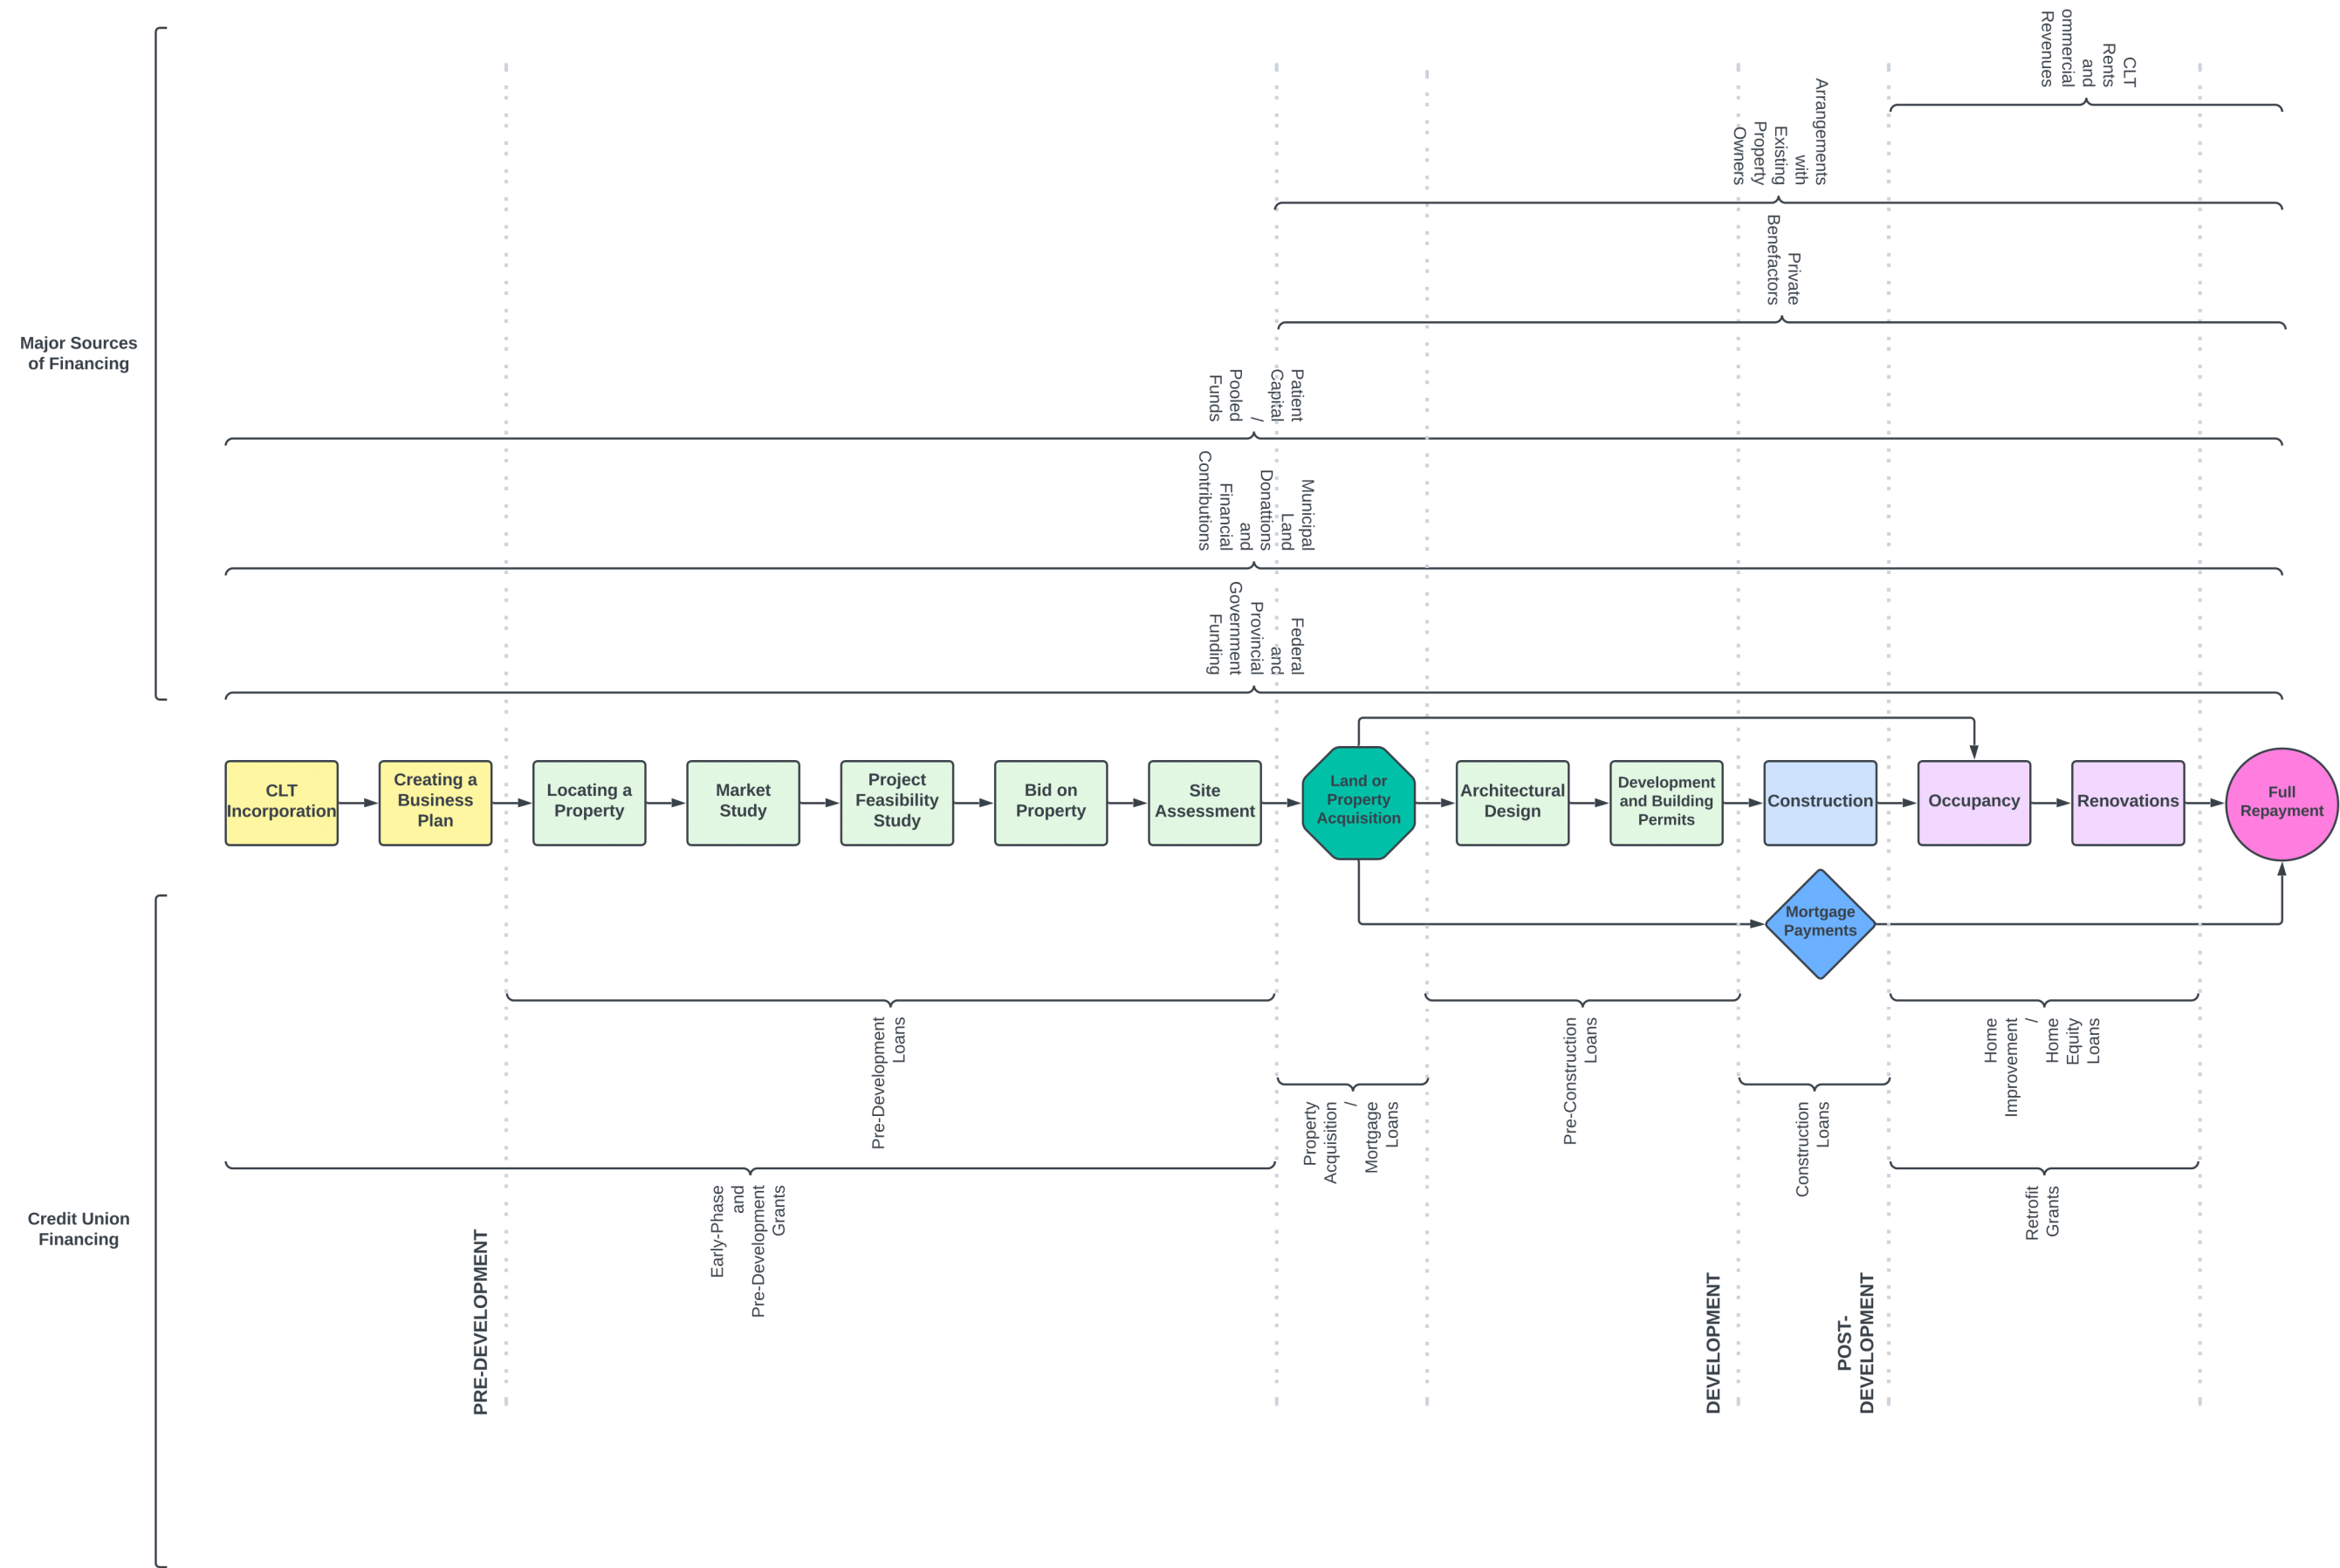 CLT
Rents
and
ommercial
Revenues
Arrangements
with
Existing
Property
Owners
Private
Benefactors
Major Sources
of Financing
Patient
Capital
/
Pooled
Funds
Municipal
Land
Donattions
and
Financial
Contributions
Federal
and
Provincial
Government
Funding
CLT
Incorporation
Creating a
Business
Plan
Locating a
Property
Market
Study
Project
Feasibility
Study
Bid on
Property
Site
Assessment
Land or
Property
Acquisition
Architectural
Design
Development
and Building
Permits
Construction
Occupancy
Renovations
Full
Repayment
Mortgage
Payments
Pre-Development
Loans
Pre-Construction
Loans
Home
Improvement
/
Home
Equity
Loans
Property
Acquisition
/
Mortgage
Loans
Construction
Loans
Credit Union
Financing
Early-Phase
and
Pre-Development
Grants
Retrofit
Grants
PRE-DEVELOPMENT
DEVELOPMENT
POST-
DEVELOPMENT